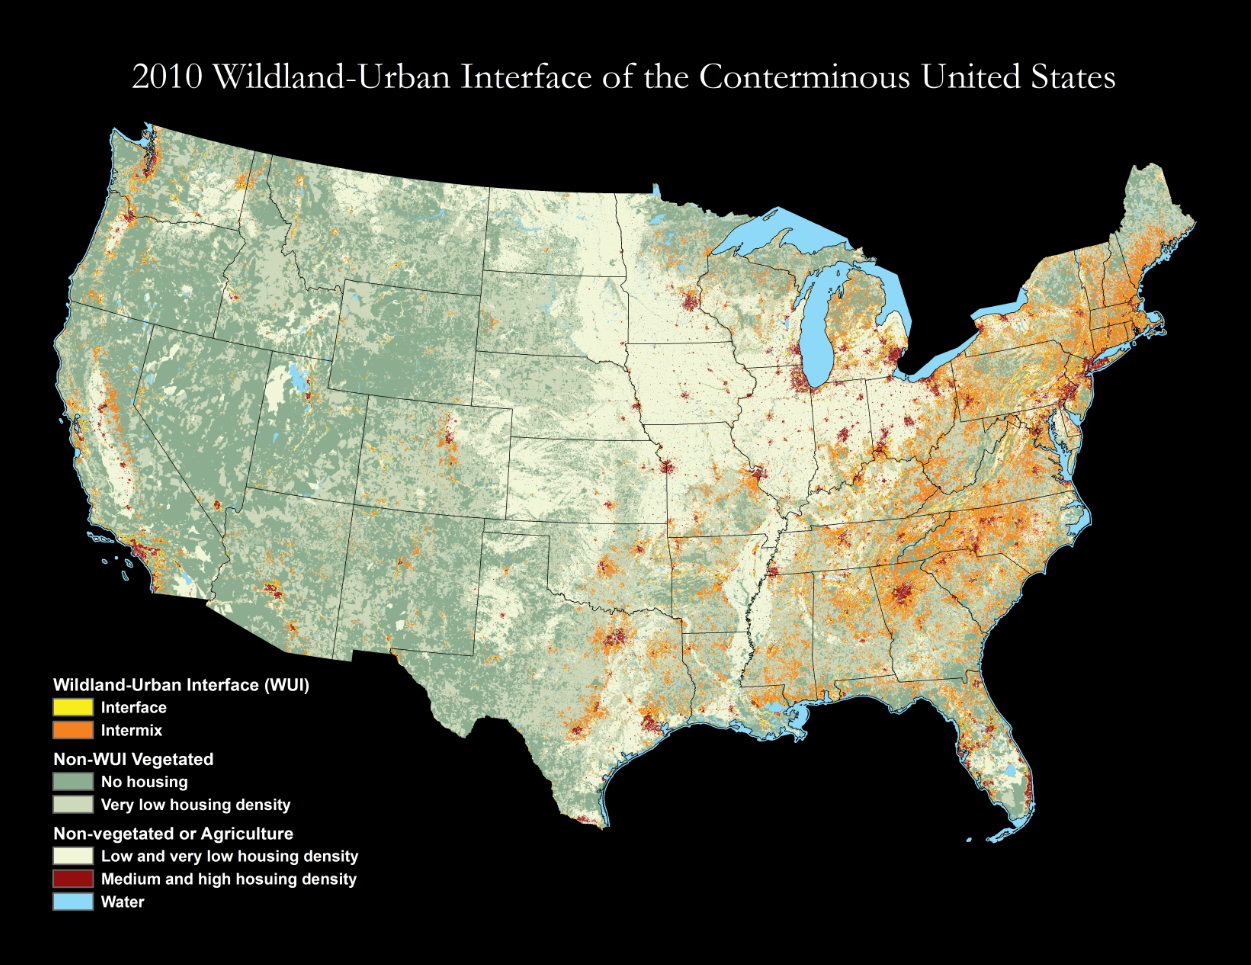 2010 Wildland-Urban Interface of the Conterminous United States
Wildland-Urban Interface (WUI)
Interface
Intermix
Non-WUI Vegetated
No housing
Very low housing density
Non-vegetated or Agriculture
Low and very low housing density
Medium and high hosuing density
Water